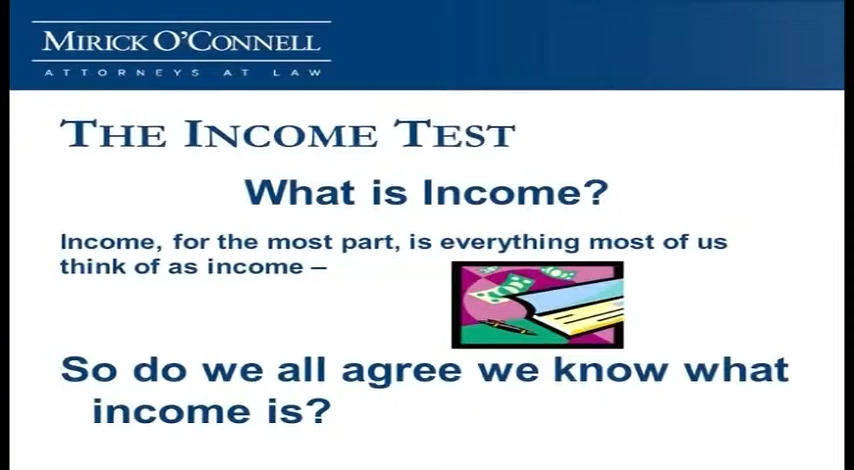 MIRICK O'CONNELL
ATTORNEYS AT LAW
THE INCOME TEST
What is Income?
Income, for the most part, is everything most of us
think of as income –
So do we all agree we know what
income is?